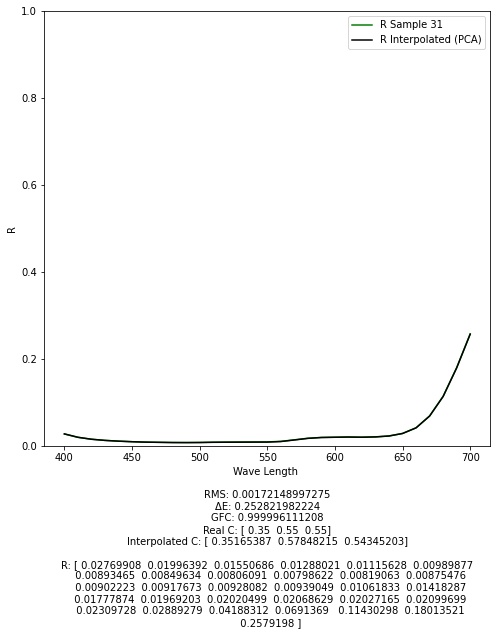 1.0
0.8
0.6
0.4
0.2
0.0
R
R Sample 31
R Interpolated (PCA)
400 450 500 550 600 650 700
Wave Length
RMS: 0.00172148997275
ΔE: 0.252821982224
GFC: 0.999996111208
Real C: [ 0.35 0.55 0.55]
Interpolated C: [ 0.35165387 0.57848215 0.54345203]
R: [ 0.02769908 0.01996392 0.01550686 0.01288021 0.01115628 0.00989877
0.00893465 0.00849634 0.00806091 0.00798622 0.00819063 0.00875476
0.00902223 0.00917673 0.00928082 0.00939049 0.01061833 0.01418287
0.01777874 0.01969203 0.02020499 0.02068629 0.02027165 0.02099699
0.02309728 0.02889279 0.04188312 0.0691369 0.11430298 0.18013521
0.2579198 ]